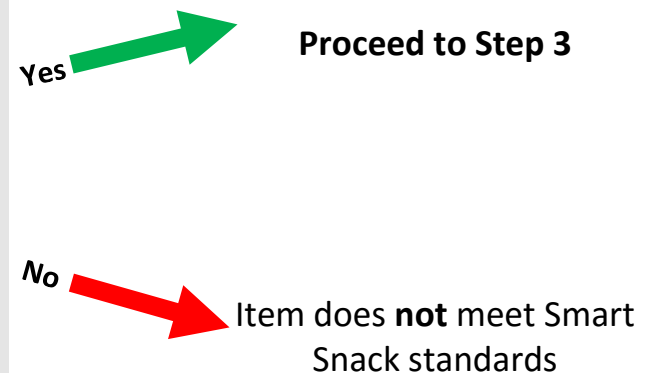 Proceed to Step 3
Yes
No
Item does not meet Smart
Snack standards